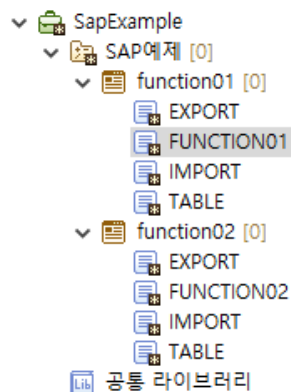 SapExample
SAP예제 [0]
function01 [0]
EXPORT
FUNCTION01
IMPORT
TABLE
function02 [0]
EXPORT
FUNCTION02
IMPORT
TABLE
Lib 공통 라이브러리